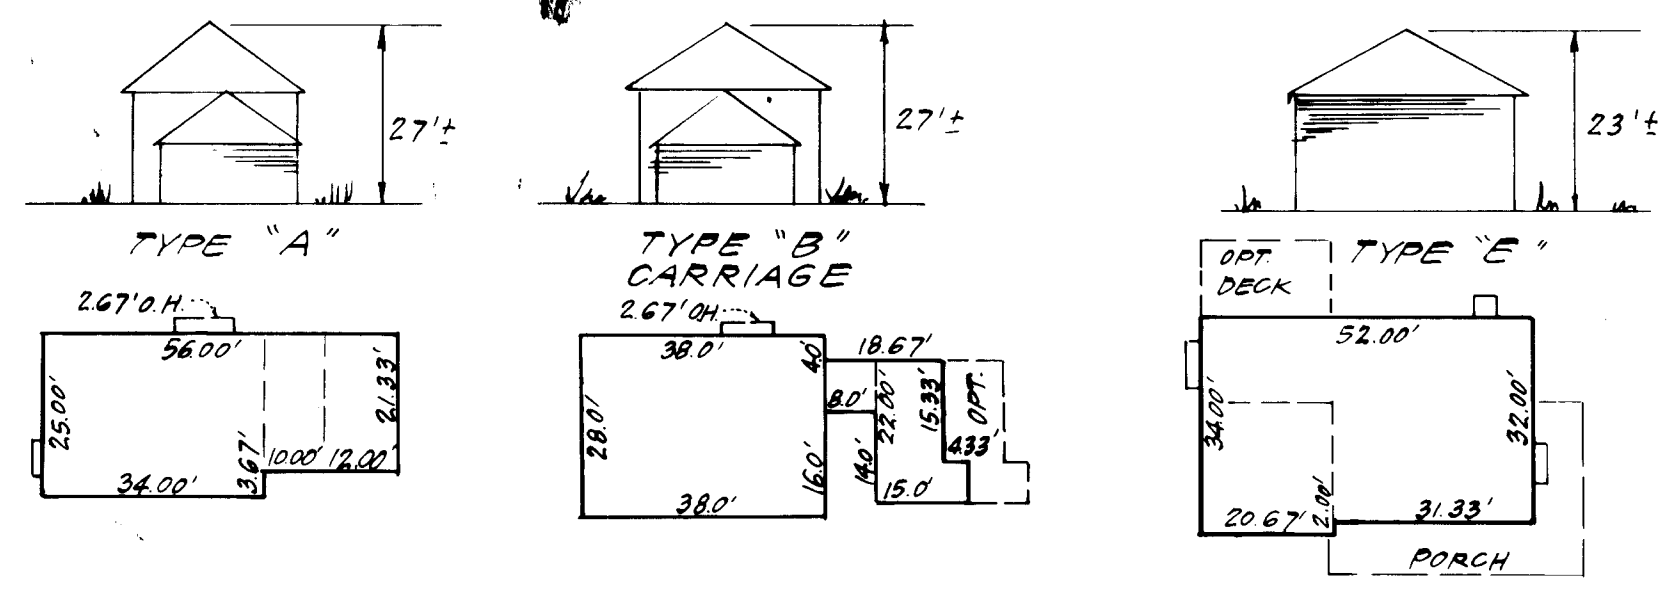 27'±
TYPE "A"
2.67' O.H.
56.00'
25.00'
21.33'
3.67'
10.00'
12.00'
34.00'
27'±
TYPE "B"
CARRIAGE
2.67' OH.
38.0'
4.0'
18.67'
28.0'
8.0'
22.00'
15.33'
OPT.
4.33'
16.0'
14.0'
15.0'
38.0'
23'±
TYPE "E"
OPT.
DECK
52.00'
34.00'
32.00'
20.67'
2.00'
31.33'
PORCH